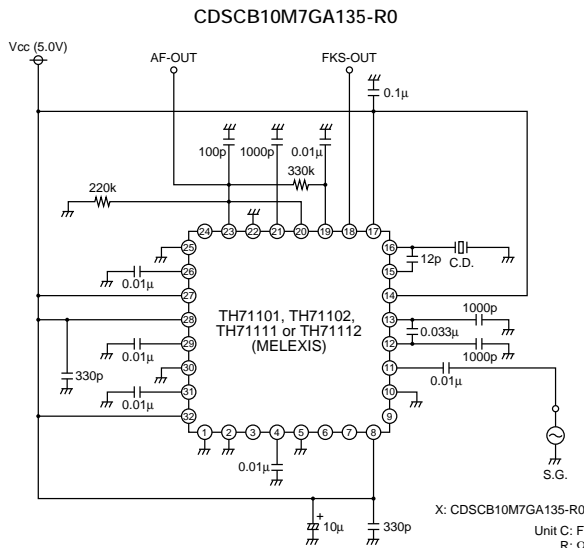 CDSCB10M7GA135-R0
Vcc (5.0V)
AF-OUT
FKS-OUT
0.1μ
100p
1000p
0.01μ
330k
220k
24
23
22
21
20
19
18
17
25
16
12p
C.D.
26
15
0.01μ
27
14
TH71101, TH71102,
TH71111 or TH71112
(MELEXIS)
28
13
1000p
0.033μ
29
12
0.01μ
1000p
330p
30
11
0.01μ
31
10
0.01μ
32
9
1
2
3
4
5
6
7
8
0.01μ
S.G.
+
10μ
330p
X: CDSCB10M7GA135-R0
Unit C: F